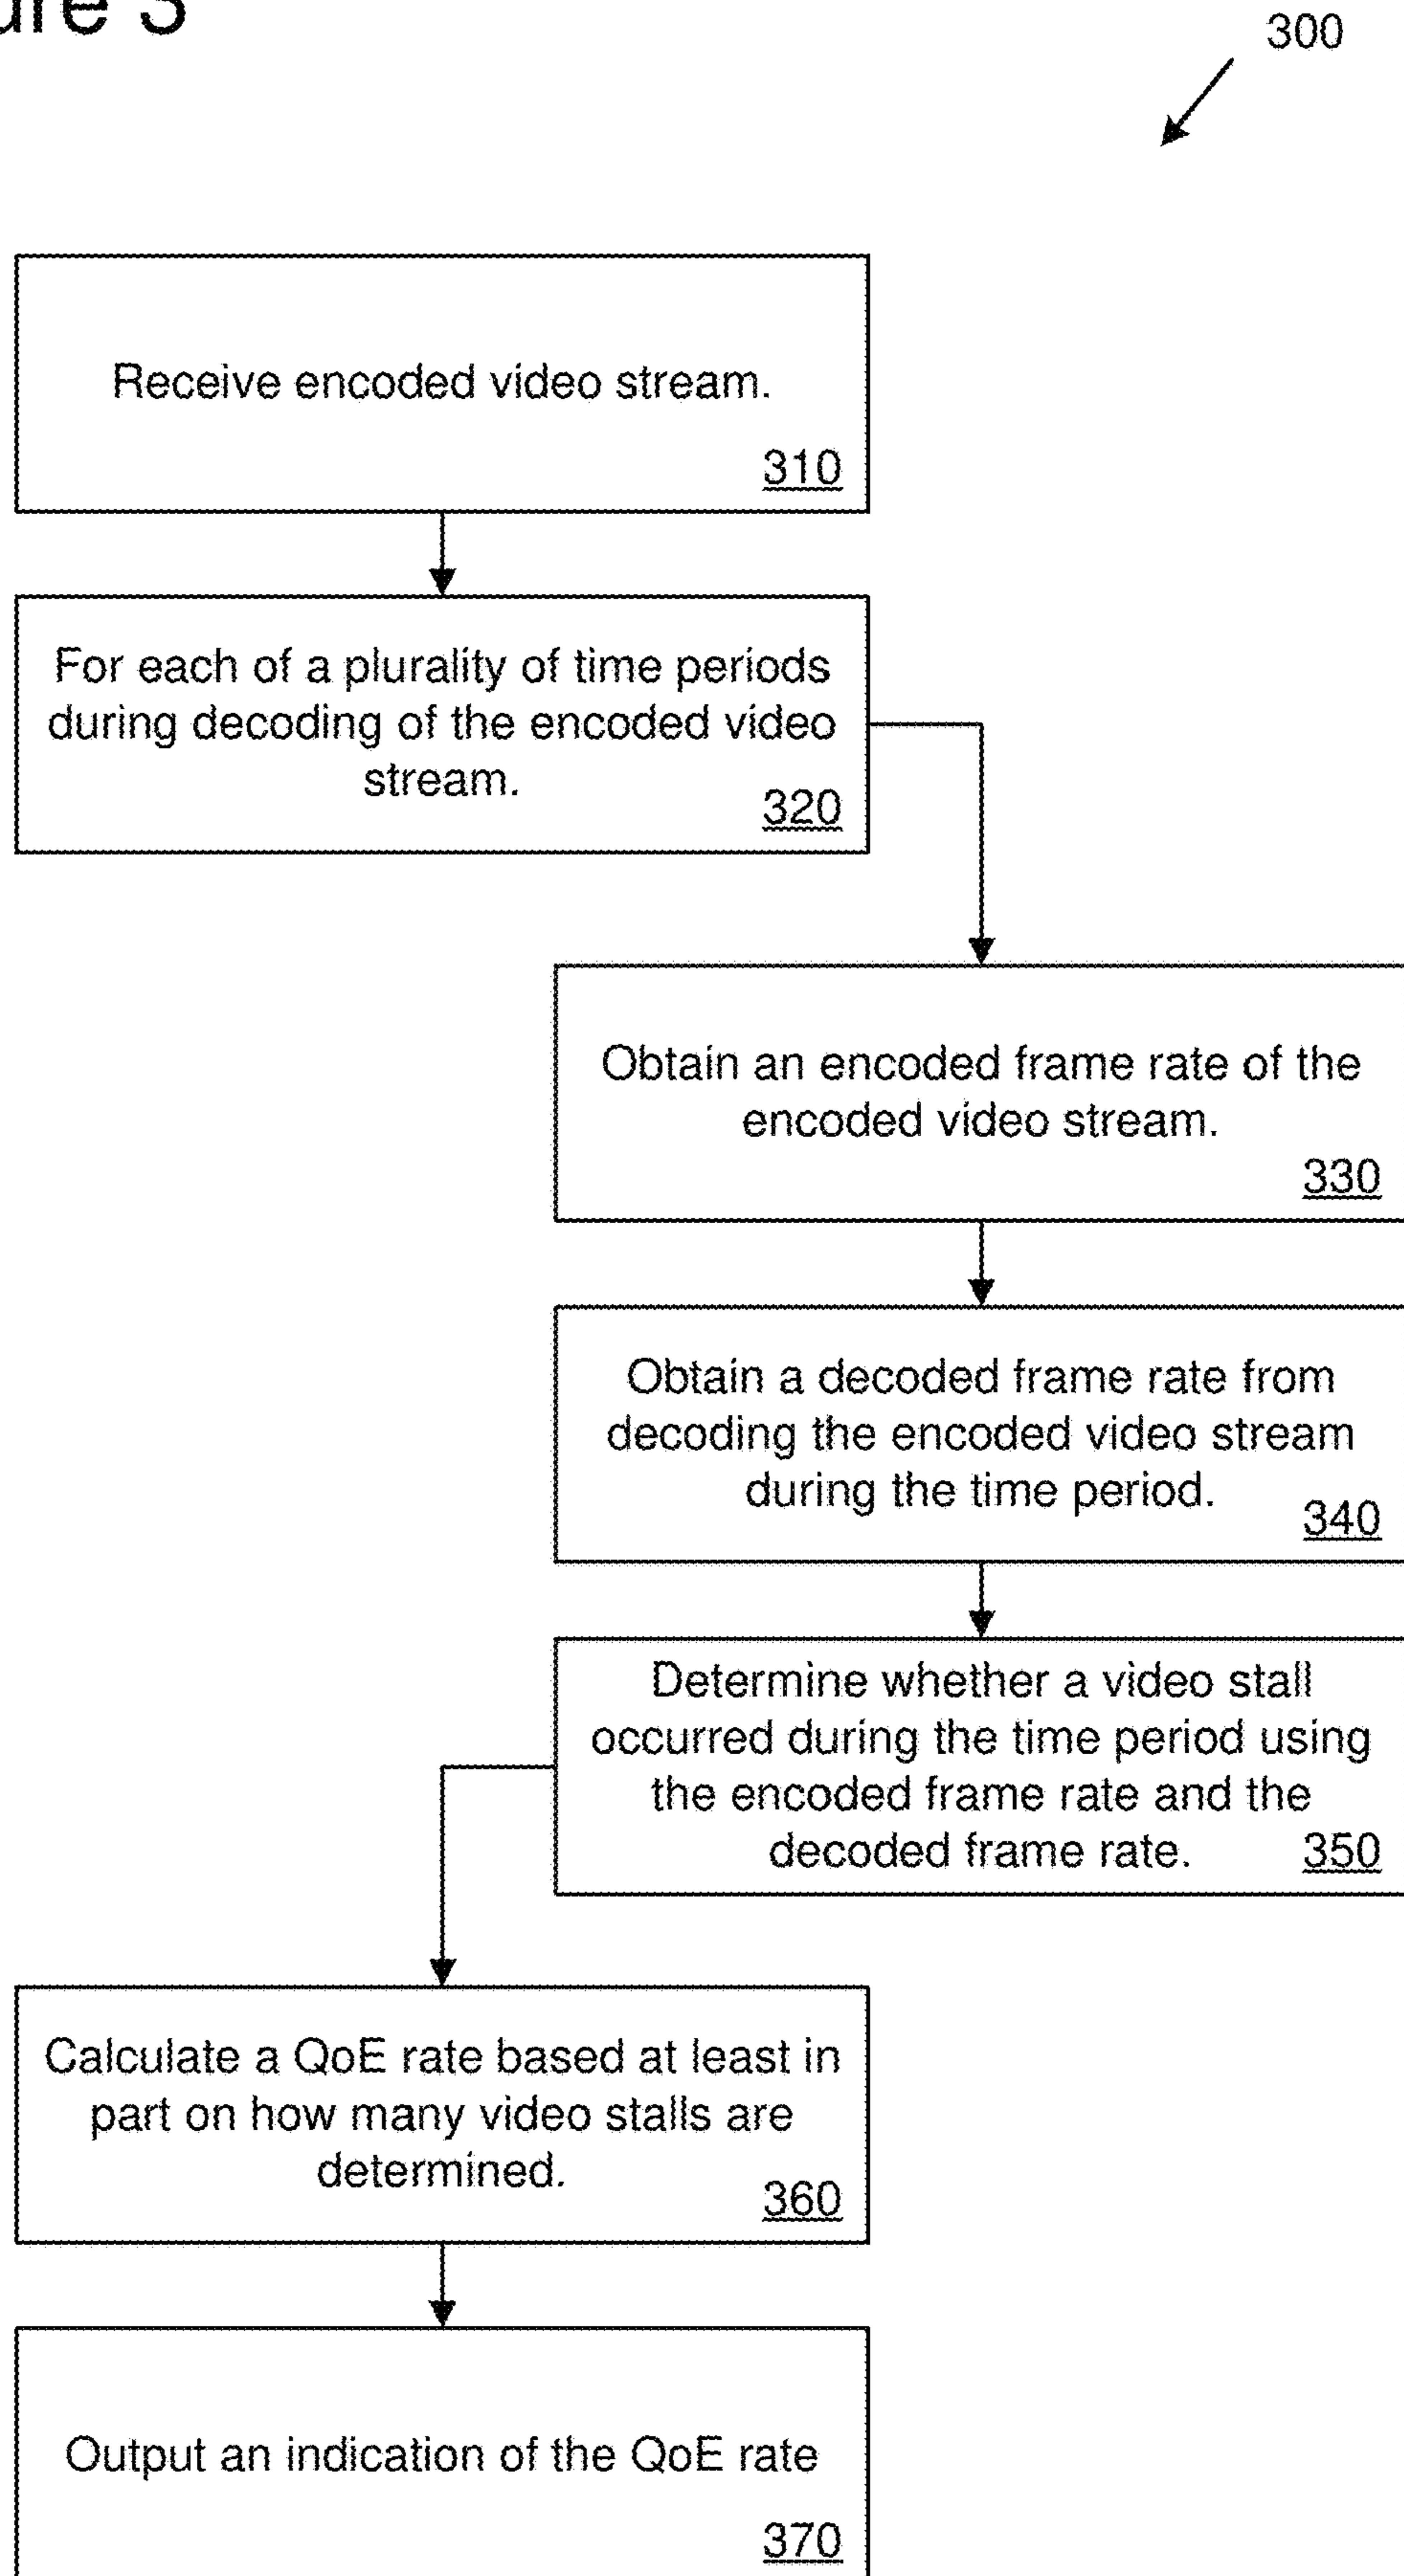 ure 3
300
Receive encoded video stream.
310
For each of a plurality of time periods
during decoding of the encoded video
stream.
320
Obtain an encoded frame rate of the
encoded video stream.
330
Obtain a decoded frame rate from
decoding the encoded video stream
during the time period.
340
Determine whether a video stall
occurred during the time period using
the encoded frame rate and the
decoded frame rate.
350
Calculate a QoE rate based at least in
part on how many video stalls are
determined.
360
Output an indication of the QoE rate
370